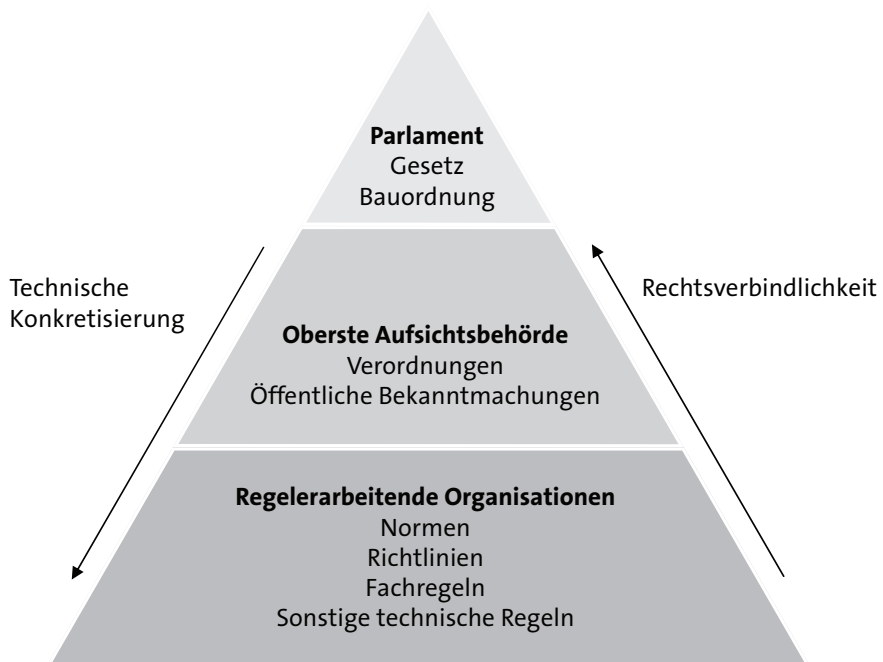 Parlament
Gesetz
Bauordnung
Technische
Konkretisierung
Rechtsverbindlichkeit
Oberste Aufsichtsbehörde
Verordnungen
Öffentliche Bekanntmachungen
Regelerarbeitende Organisationen
Normen
Richtlinien
Fachregeln
Sonstige technische Regeln